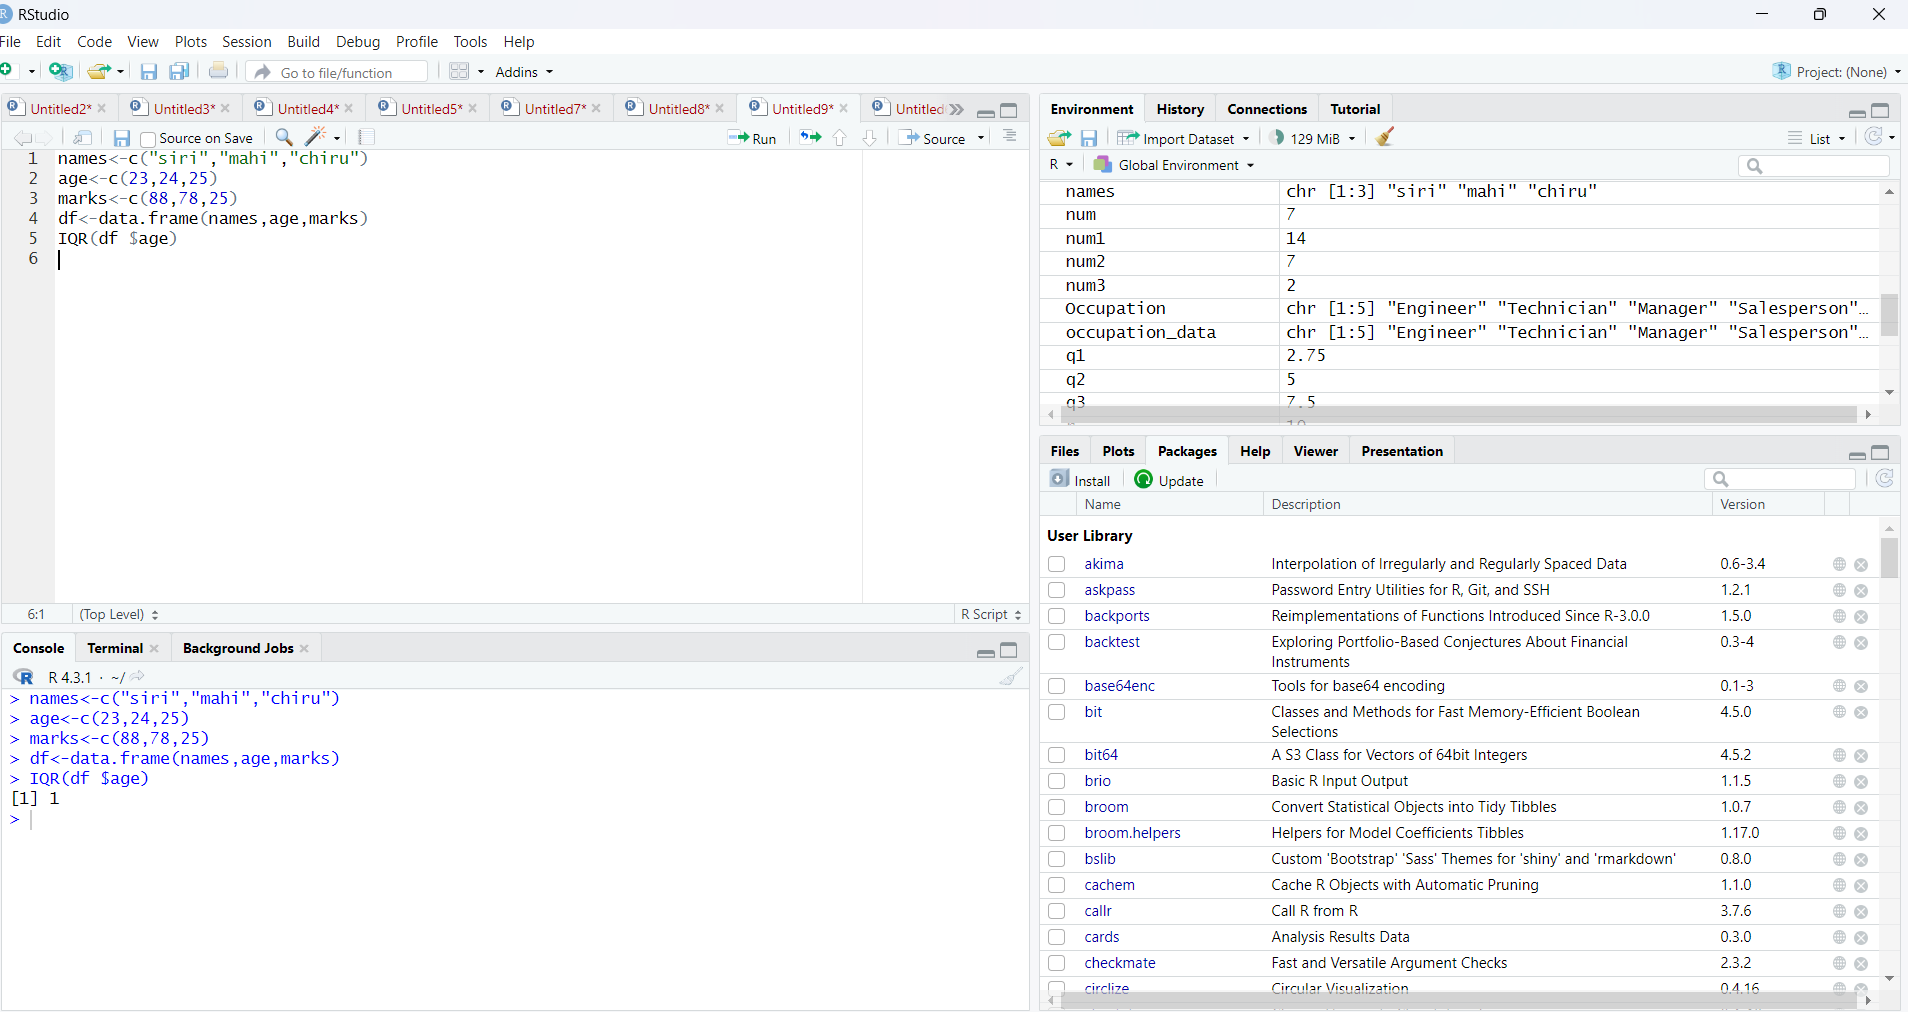 RStudio
File Edit Code View Plots Session Build Debug Profile Tools Help
Go to file/function Addins Project: (None)
Untitled2* Untitled3* Untitled4* Untitled5* Untitled7* Untitled8* Untitled9* Untitled
Source on Save Run Source
1 names<-c("siri","mahi","chiru")
2 age<-c(23,24,25)
3 marks<-c(88,78,25)
4 df<-data.frame(names,age,marks)
5 IQR(df $age)
6
6:1 (Top Level) R Script
Console Terminal Background Jobs
R 4.3.1 · ~/
> names<-c("siri","mahi","chiru")
> age<-c(23,24,25)
> marks<-c(88,78,25)
> df<-data.frame(names,age,marks)
> IQR(df $age)
[1] 1
>
Environment History Connections Tutorial
Import Dataset 129 MiB List
R Global Environment
names chr [1:3] "siri" "mahi" "chiru"
num 7
num1 14
num2 7
num3 2
Occupation chr [1:5] "Engineer" "Technician" "Manager" "Salesperson"…
occupation_data chr [1:5] "Engineer" "Technician" "Manager" "Salesperson"…
q1 2.75
q2 5
q3 7.5
Files Plots Packages Help Viewer Presentation
Install Update
Name Description Version
User Library
akima Interpolation of Irregularly and Regularly Spaced Data 0.6-3.4
askpass Password Entry Utilities for R, Git, and SSH 1.2.1
backports Reimplementations of Functions Introduced Since R-3.0.0 1.5.0
backtest Exploring Portfolio-Based Conjectures About Financial 0.3-4
Instruments
base64enc Tools for base64 encoding 0.1-3
bit Classes and Methods for Fast Memory-Efficient Boolean 4.5.0
Selections
bit64 A S3 Class for Vectors of 64bit Integers 4.5.2
brio Basic R Input Output 1.1.5
broom Convert Statistical Objects into Tidy Tibbles 1.0.7
broom.helpers Helpers for Model Coefficients Tibbles 1.17.0
bslib Custom 'Bootstrap' 'Sass' Themes for 'shiny' and 'rmarkdown' 0.8.0
cachem Cache R Objects with Automatic Pruning 1.1.0
callr Call R from R 3.7.6
cards Analysis Results Data 0.3.0
checkmate Fast and Versatile Argument Checks 2.3.2
circlize Circular Visualization 0.4.16